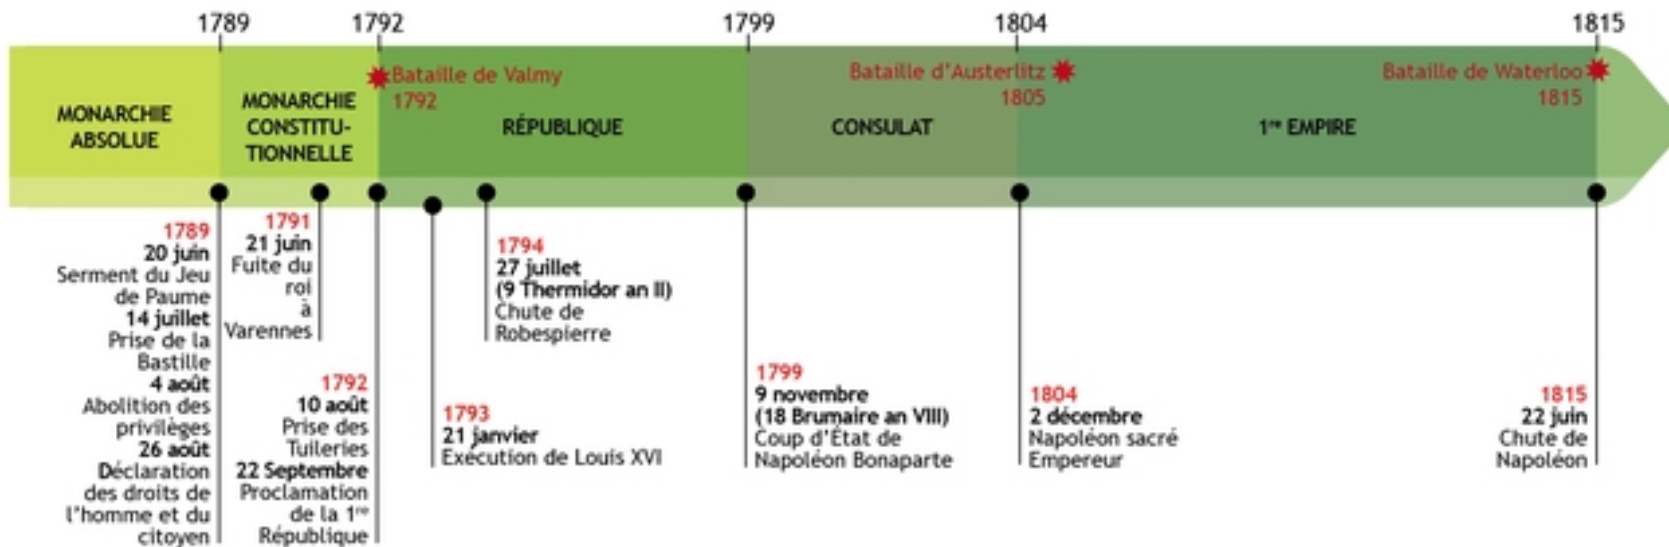 1789
1792
1799
1804
1815
Bataille de Valmy
1792
Bataille d'Austerlitz
1805
Bataille de Waterloo
1815
MONARCHIE
ABSOLUE
MONARCHIE
CONSTITU-
TIONNELLE
RÉPUBLIQUE
CONSULAT
1re EMPIRE
1789
20 juin
Serment du Jeu
de Paume
14 juillet
Prise de la
Bastille
4 août
Abolition des
privilèges
26 août
Déclaration
des droits de
l'homme et du
citoyen
1791
21 juin
Fuite du
roi
à
Varennes
1792
10 août
Prise des
Tuileries
22 Septembre
Proclamation
de la 1re
République
1793
21 janvier
Exécution de Louis XVI
1794
27 juillet
(9 Thermidor an II)
Chute de
Robespierre
1799
9 novembre
(18 Brumaire an VIII)
Coup d'État de
Napoléon Bonaparte
1804
2 décembre
Napoléon sacré
Empereur
1815
22 juin
Chute de
Napoléon